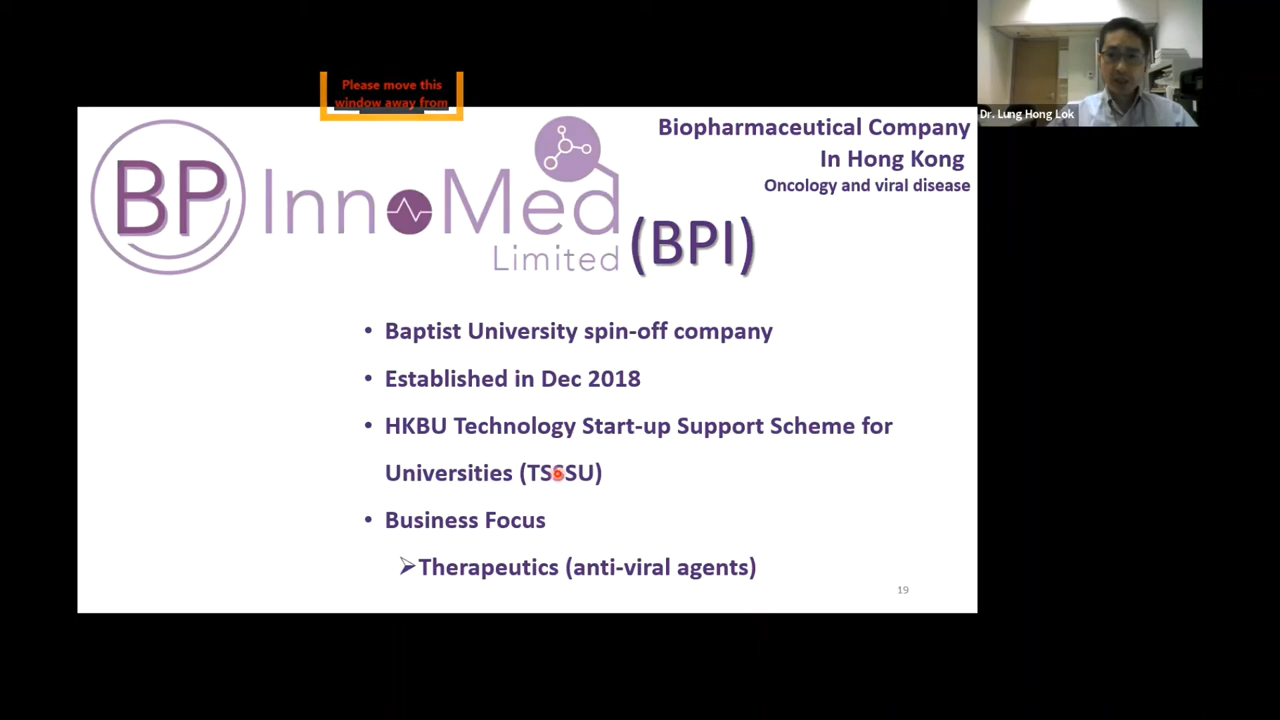 Please move this
window away from
Dr. Lung Hong Lok
Biopharmaceutical Company
In Hong Kong
Oncology and viral disease
BP InnoMed
Limited
(BPI)
• Baptist University spin-off company
• Established in Dec 2018
• HKBU Technology Start-up Support Scheme for
Universities (TSSSU)
• Business Focus
➢Therapeutics (anti-viral agents)
19